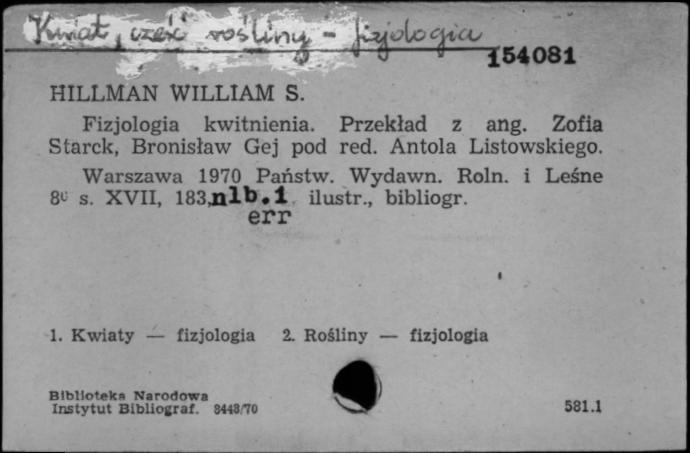 Kwiat, część rośliny - fizjologia
154081
HILLMAN WILLIAM S.
Fizjologia kwitnienia. Przekład z ang. Zofia
Starck, Bronisław Gej pod red. Antola Listowskiego.
Warszawa 1970 Państw. Wydawn. Roln. i Leśne
8° s. XVII, 183, nlb.1 ilustr., bibliogr.
err
1. Kwiaty — fizjologia 2. Rośliny — fizjologia
Biblioteka Narodowa
Instytut Bibliograf. 8443/70
581.1